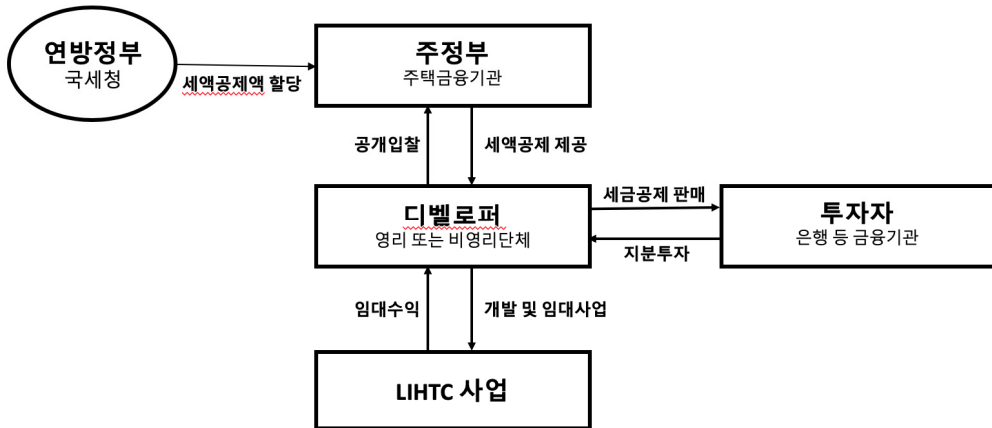 연방정부
국세청
세액공제액 할당
주정부
주택금융기관
공개입찰
세액공제 제공
디벨로퍼
영리 또는 비영리단체
세금공제 판매
지분투자
투자자
은행 등 금융기관
임대수익
개발 및 임대사업
LIHTC 사업